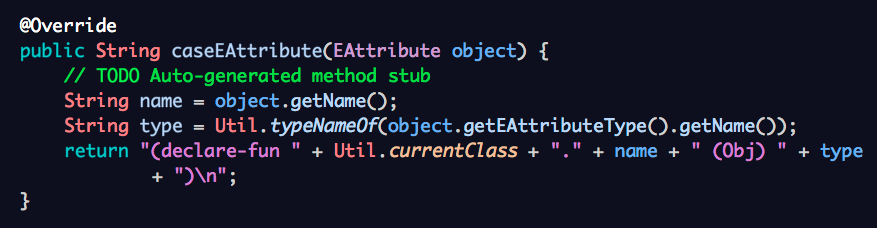 @Override
public String caseEAttribute(EAttribute object) {
    // TODO Auto-generated method stub
    String name = object.getName();
    String type = Util.typeNameOf(object.getEAttributeType().getName());
    return "(declare-fun " + Util.currentClass + "." + name + " (Obj) " + type
            + ")\n";
}